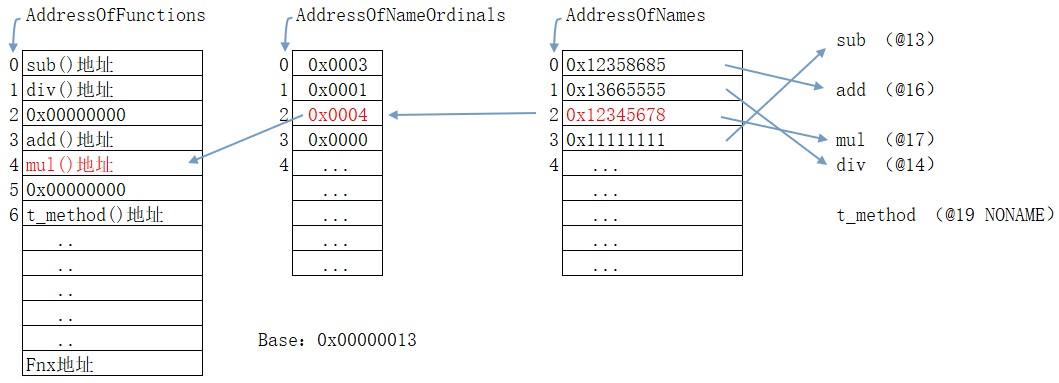 AddressOfFunctions
0 sub()地址
1 div()地址
2 0x00000000
3 add()地址
4 mul()地址
5 0x00000000
6 t_method()地址
..
..
..
..
..
Fnx地址
AddressOfNameOrdinals
0 0x0003
1 0x0001
2 0x0004
3 0x0000
4 ...
...
...
...
...
Base：0x00000013
AddressOfNames
0 0x12358685
1 0x13665555
2 0x12345678
3 0x11111111
4 ...
...
...
...
...
sub （@13）
add （@16）
mul （@17）
div （@14）
t_method （@19 NONAME）